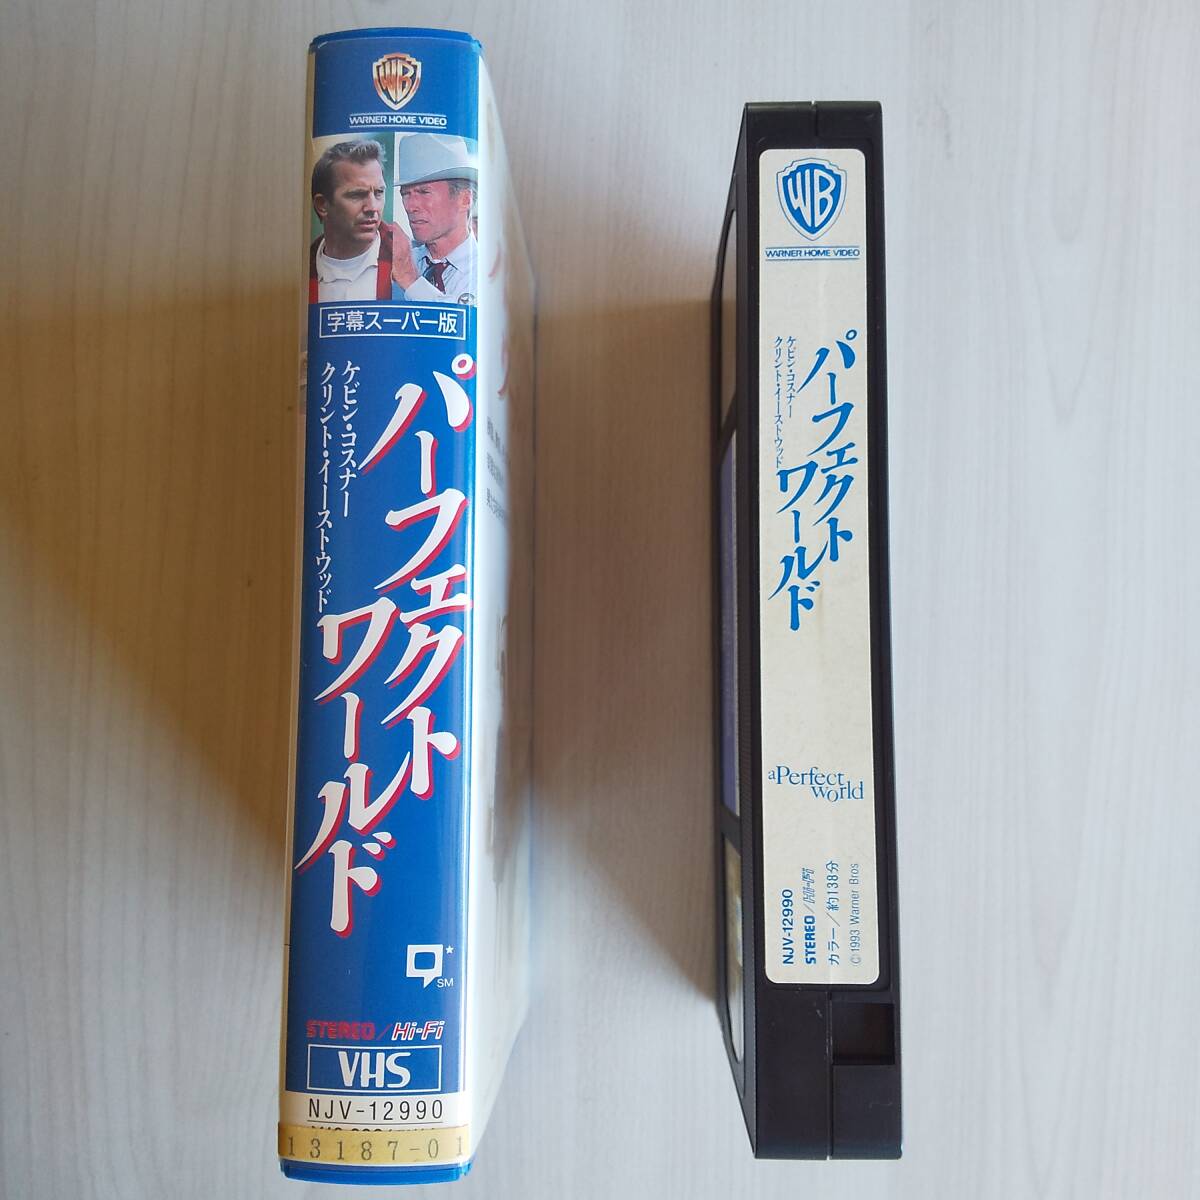 WB
WARNER HOME VIDEO
字幕スーパー版
ケビン・コスナー
クリント・イーストウッド
パーフェクト
ワールド
SM
STEREO/Hi-Fi
VHS
NJV-12990
13187-01
WB
WARNER HOME VIDEO
ケビン・コスナー
クリント・イーストウッド
パーフェクト
ワールド
a Perfect
world
NJV-12990
STEREO/Hi-Fi
カラー/約138分
©1993 Warner Bros